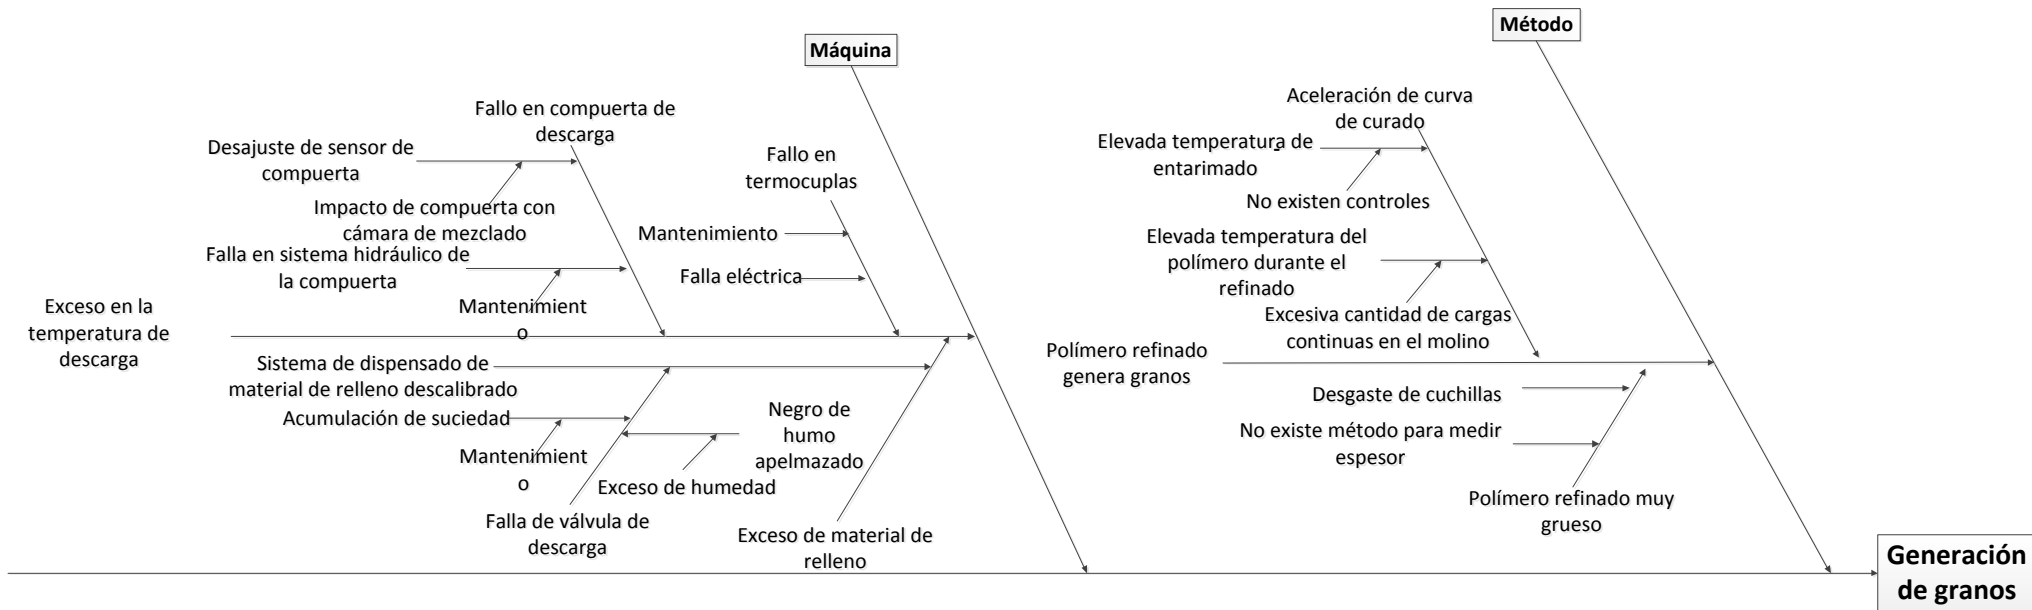 Máquina
Fallo en compuerta de
descarga
Desajuste de sensor de
compuerta
Impacto de compuerta con
cámara de mezclado
Falla en sistema hidráulico de
la compuerta
Mantenimient
o
Fallo en
termocuplas
Mantenimiento
Falla eléctrica
Exceso en la
temperatura de
descarga
Sistema de dispensado de
material de relleno descalibrado
Acumulación de suciedad
Mantenimient
o
Negro de
humo
apelmazado
Exceso de humedad
Falla de válvula de
descarga
Exceso de material de
relleno
Método
Aceleración de curva
de curado
Elevada temperatura de
entarimado
No existen controles
Elevada temperatura del
polímero durante el
refinado
Excesiva cantidad de cargas
continuas en el molino
Polímero refinado
genera granos
Desgaste de cuchillas
No existe método para medir
espesor
Polímero refinado muy
grueso
Generación
de granos